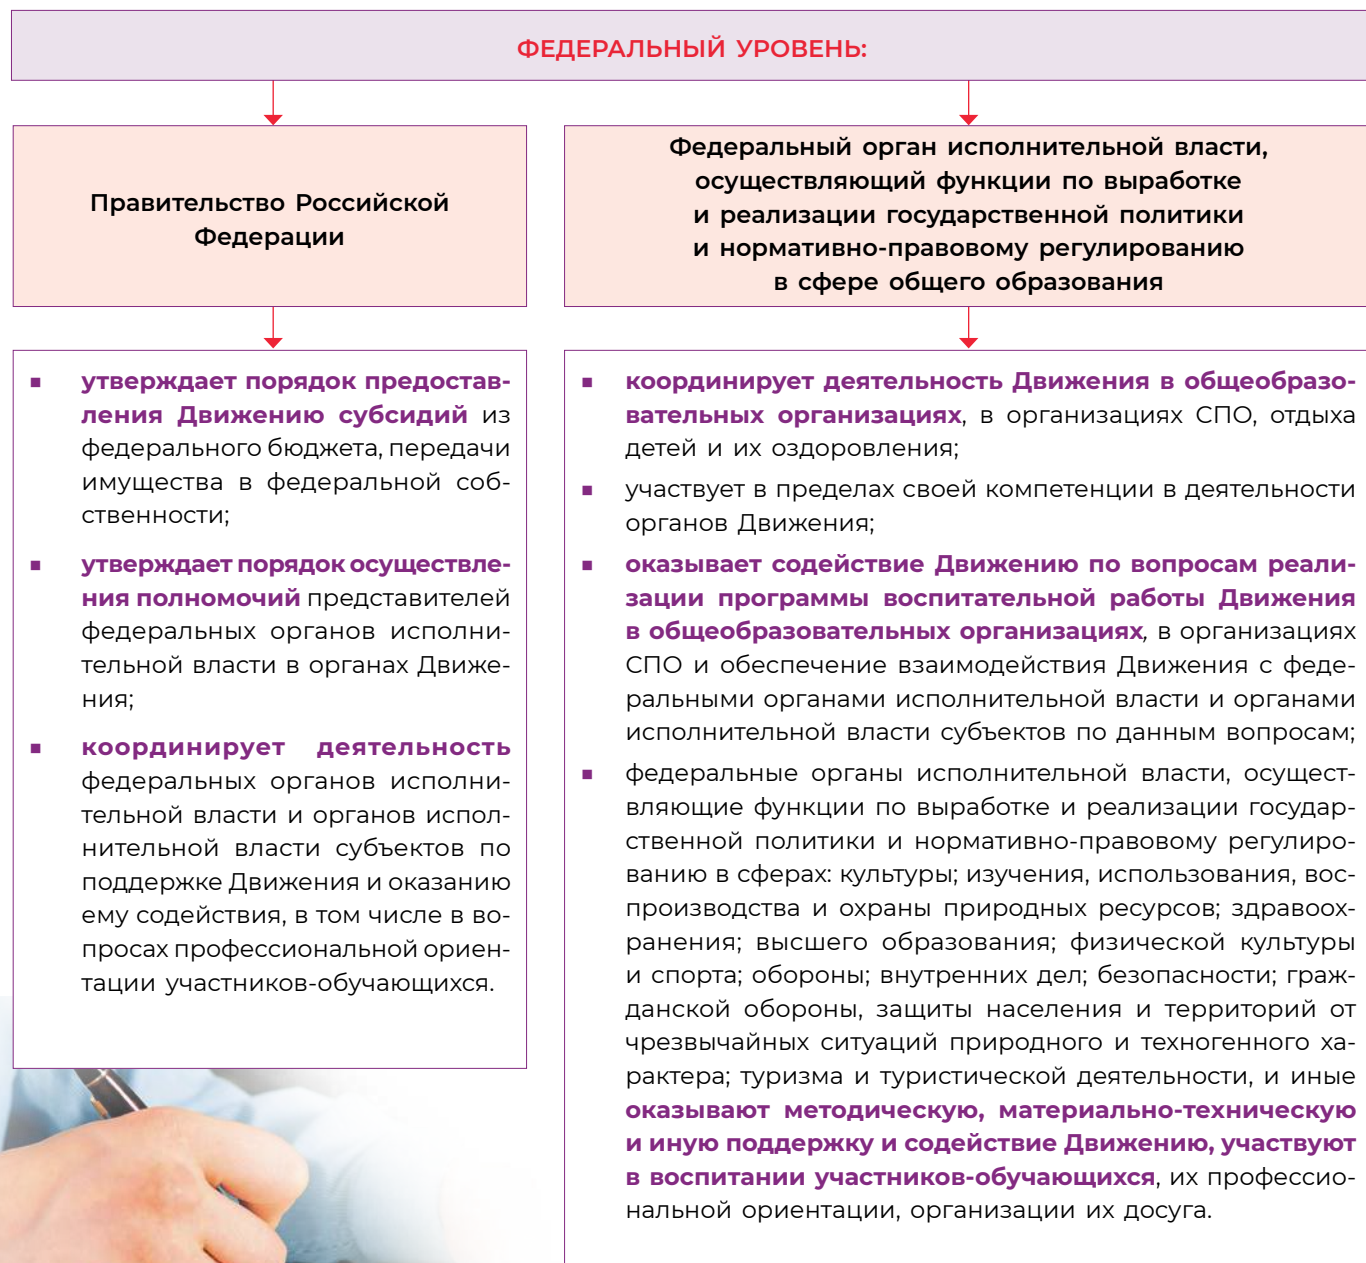 ФЕДЕРАЛЬНЫЙ УРОВЕНЬ:
Правительство Российской
Федерации
■ утверждает порядок предостав-
ления Движению субсидий из
федерального бюджета, передачи
имущества в федеральной соб-
ственности;
■ утверждает порядок осуществле-
ния полномочий представителей
федеральных органов исполни-
тельной власти в органах Движе-
ния;
■ координирует деятельность
федеральных органов исполни-
тельной власти и органов испол-
нительной власти субъектов по
поддержке Движения и оказанию
ему содействия, в том числе в во-
просах профессиональной ориен-
тации участников-обучающихся.
Федеральный орган исполнительной власти,
осуществляющий функции по выработке
и реализации государственной политики
и нормативно-правовому регулированию
в сфере общего образования
■ координирует деятельность Движения в общеобразо-
вательных организациях, в организациях СПО, отдыха
детей и их оздоровления;
■ участвует в пределах своей компетенции в деятельности
органов Движения;
■ оказывает содействие Движению по вопросам реали-
зации программы воспитательной работы Движения
в общеобразовательных организациях, в организациях
СПО и обеспечение взаимодействия Движения с феде-
ральными органами исполнительной власти и органами
исполнительной власти субъектов по данным вопросам;
■ федеральные органы исполнительной власти, осущест-
вляющие функции по выработке и реализации государ-
ственной политики и нормативно-правовому регулиро-
ванию в сферах: культуры; изучения, использования, вос-
производства и охраны природных ресурсов; здравоох-
ранения; высшего образования; физической культуры
и спорта; обороны; внутренних дел; безопасности; граж-
данской обороны, защиты населения и территорий от
чрезвычайных ситуаций природного и техногенного ха-
рактера; туризма и туристической деятельности, и иные
оказывают методическую, материально-техническую
и иную поддержку и содействие Движению, участвуют
в воспитании участников-обучающихся, их профессио-
нальной ориентации, организации их досуга.